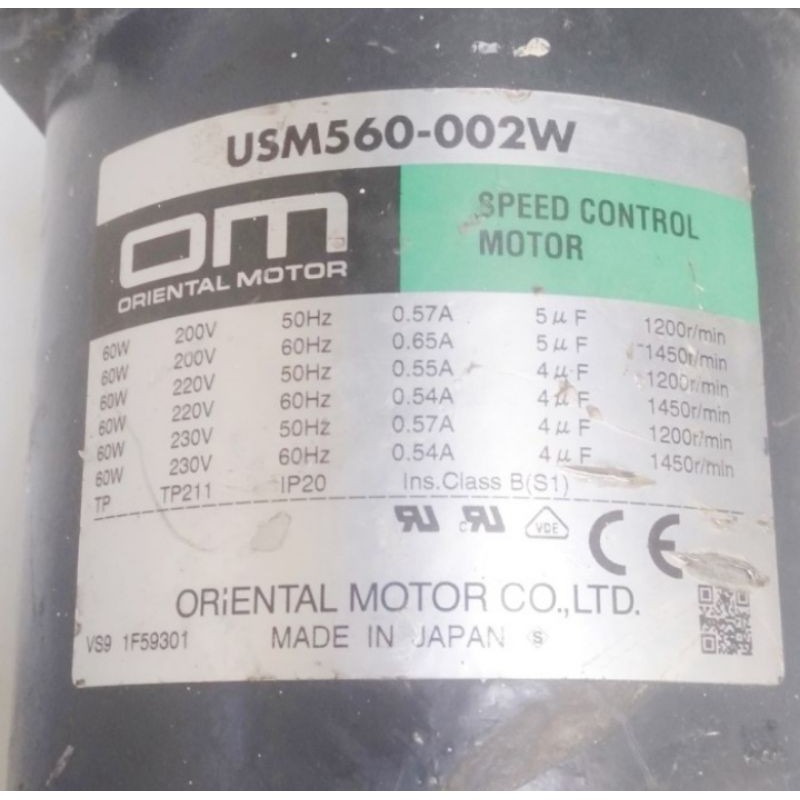 USM560-002W
OM
ORIENTAL MOTOR
SPEED CONTROL
MOTOR
60W 200V 50Hz 0.57A 5μF 1200r/min
60W 200V 60Hz 0.65A 5μF 1450r/min
60W 220V 50Hz 0.55A 4μF 1200r/min
60W 220V 60Hz 0.54A 4μF 1450r/min
60W 230V 50Hz 0.57A 4μF 1200r/min
60W 230V 60Hz 0.54A 4μF 1450r/min
TP TP211 IP20 Ins.Class B(S1)
c VDE CE
ORiENTAL MOTOR CO.,LTD.
VS9 1F59301 MADE IN JAPAN S